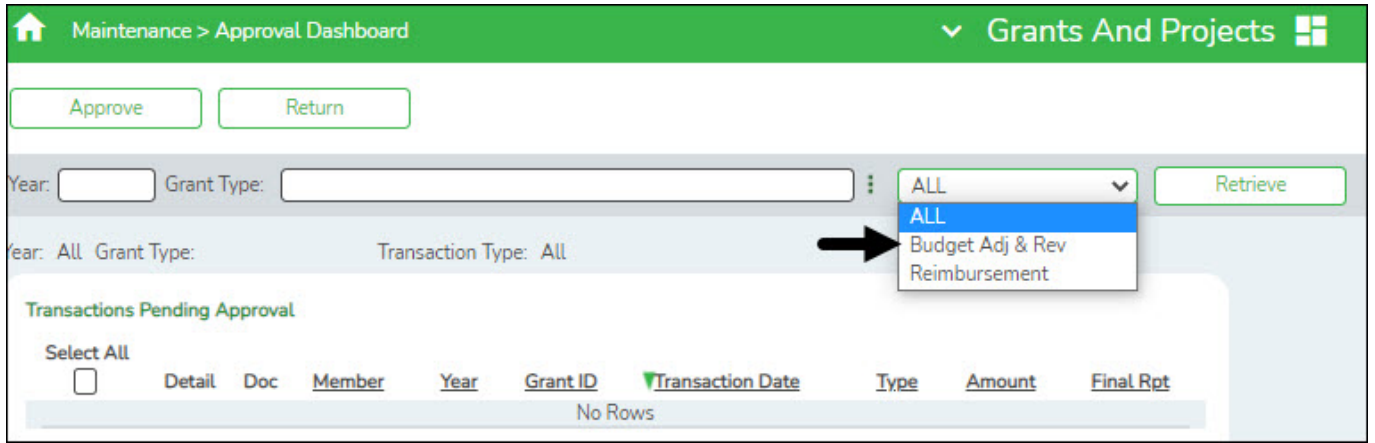 Maintenance > Approval Dashboard Grants And Projects
Approve Return
Year: Grant Type: ALL Retrieve
ALL
Budget Adj & Rev
Reimbursement
Year: All Grant Type: Transaction Type: All
Transactions Pending Approval
Select All
Detail Doc Member Year Grant ID Transaction Date Type Amount Final Rpt
No Rows